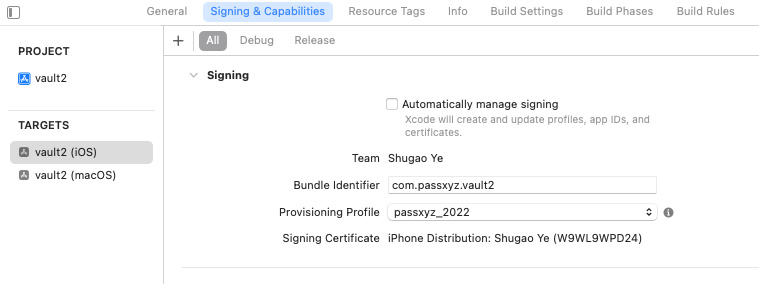 General Signing & Capabilities Resource Tags Info Build Settings Build Phases Build Rules
+ All Debug Release
PROJECT
vault2
TARGETS
vault2 (iOS)
vault2 (macOS)
Signing
Automatically manage signing
Xcode will create and update profiles, app IDs, and
certificates.
Team Shugao Ye
Bundle Identifier com.passxyz.vault2
Provisioning Profile passxyz_2022
Signing Certificate iPhone Distribution: Shugao Ye (W9WL9WPD24)